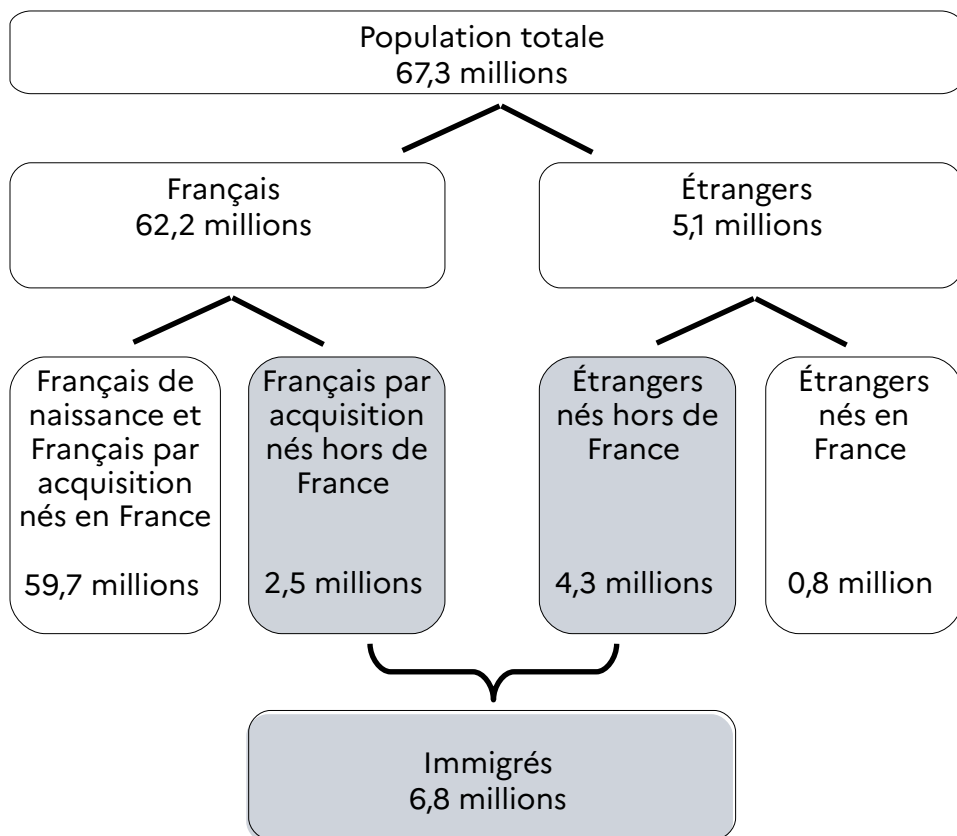 Population totale
67,3 millions
Français
62,2 millions
Étrangers
5,1 millions
Français de
naissance et
Français par
acquisition
nés en France
59,7 millions
Français par
acquisition
nés hors de
France
2,5 millions
Étrangers
nés hors de
France
4,3 millions
Étrangers
nés en
France
0,8 million
Immigrés
6,8 millions